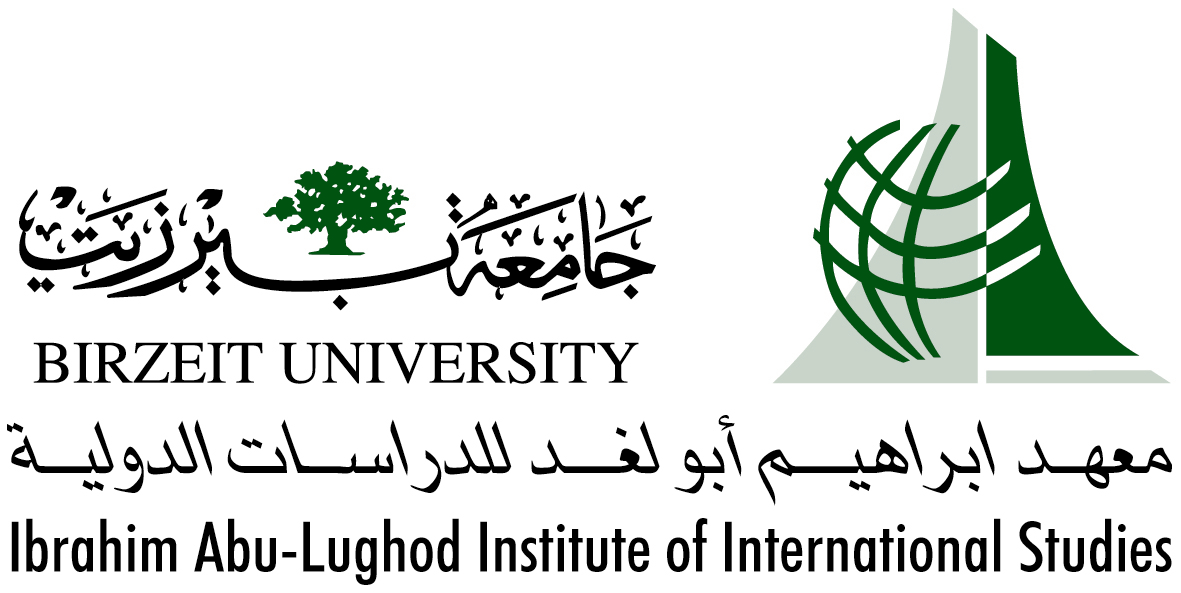 جامعة بيرزيت
BIRZEIT UNIVERSITY
معهد ابراهيم أبو لغد للدراسات الدولية
Ibrahim Abu-Lughod Institute of International Studies